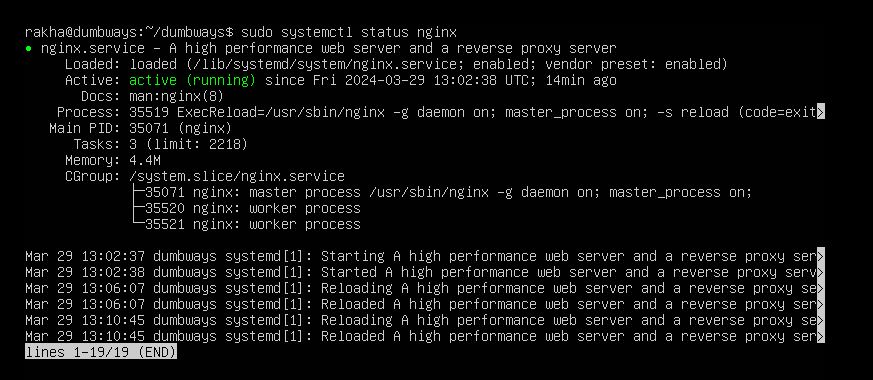 rakha@dumbways:~/dumbways$ sudo systemctl status nginx
● nginx.service - A high performance web server and a reverse proxy server
Loaded: loaded (/lib/systemd/system/nginx.service; enabled; vendor preset: enabled)
Active: active (running) since Fri 2024-03-29 13:02:38 UTC; 14min ago
Docs: man:nginx(8)
Process: 35519 ExecReload=/usr/sbin/nginx -g daemon on; master_process on; -s reload (code=exit>
Main PID: 35071 (nginx)
Tasks: 3 (limit: 2218)
Memory: 4.4M
CGroup: /system.slice/nginx.service
├─35071 nginx: master process /usr/sbin/nginx -g daemon on; master_process on;
├─35520 nginx: worker process
└─35521 nginx: worker process
Mar 29 13:02:37 dumbways systemd[1]: Starting A high performance web server and a reverse proxy ser>
Mar 29 13:02:38 dumbways systemd[1]: Started A high performance web server and a reverse proxy serv>
Mar 29 13:06:07 dumbways systemd[1]: Reloading A high performance web server and a reverse proxy se>
Mar 29 13:06:07 dumbways systemd[1]: Reloaded A high performance web server and a reverse proxy ser>
Mar 29 13:10:45 dumbways systemd[1]: Reloading A high performance web server and a reverse proxy se>
Mar 29 13:10:45 dumbways systemd[1]: Reloaded A high performance web server and a reverse proxy ser>
lines 1-19/19 (END)